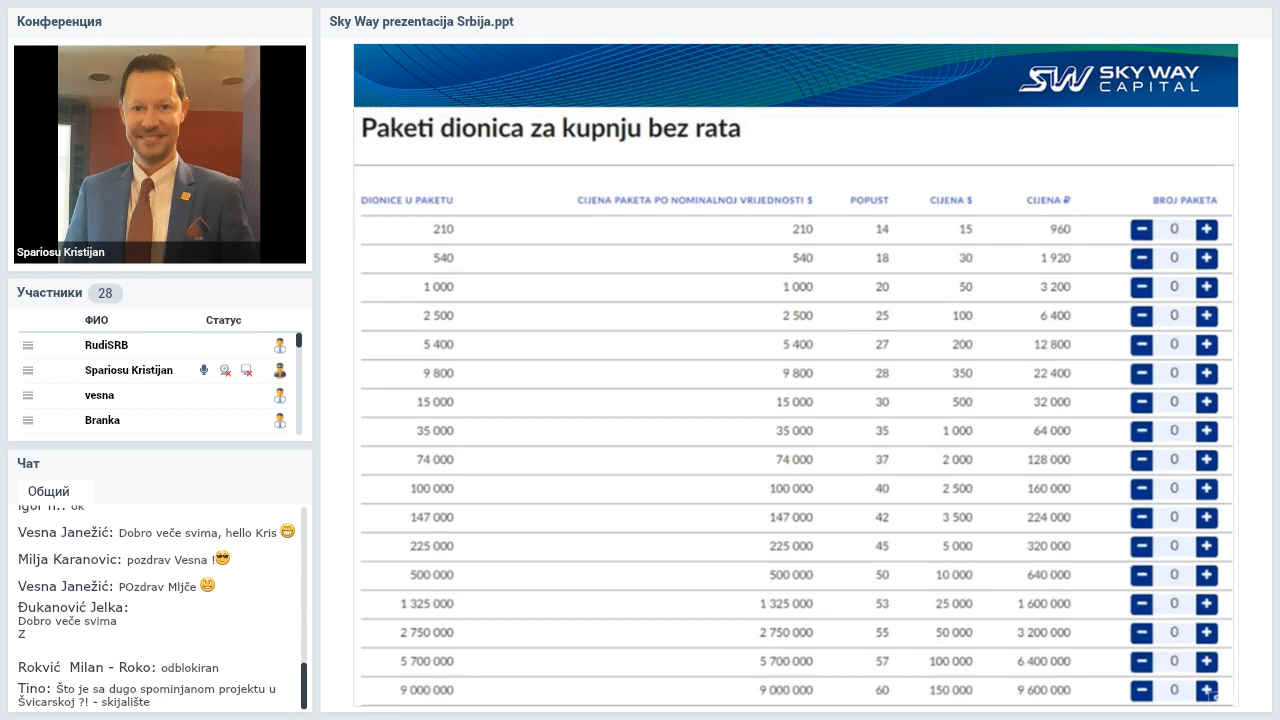 Конференция
Spariosu Kristijan
Участники 28
ФИО Статус
RudiSRB
Spariosu Kristijan
vesna
Branka
Чат
Общий
Vesna Janežić: Dobro veče svima, hello Kris
Milja Karanovic: pozdrav Vesna !
Vesna Janežić: POzdrav Mljče
Đukanović Jelka:
Dobro veče svima
Z
Rokvić Milan - Roko: odblokiran
Tino: Što je sa dugo spominjanom projektu u
Švicarskoj ?! - skijalište
Sky Way prezentacija Srbija.ppt
SW SKY WAY
CAPITAL
Paketi dionica za kupnju bez rata
DIONICE U PAKETU CIJENA PAKETA PO NOMINALNOJ VRIJEDNOSTI $ POPUST CIJENA $ CIJENA ₽ BROJ PAKETA
210 210 14 15 960 − 0 +
540 540 18 30 1 920 − 0 +
1 000 1 000 20 50 3 200 − 0 +
2 500 2 500 25 100 6 400 − 0 +
5 400 5 400 27 200 12 800 − 0 +
9 800 9 800 28 350 22 400 − 0 +
15 000 15 000 30 500 32 000 − 0 +
35 000 35 000 35 1 000 64 000 − 0 +
74 000 74 000 37 2 000 128 000 − 0 +
100 000 100 000 40 2 500 160 000 − 0 +
147 000 147 000 42 3 500 224 000 − 0 +
225 000 225 000 45 5 000 320 000 − 0 +
500 000 500 000 50 10 000 640 000 − 0 +
1 325 000 1 325 000 53 25 000 1 600 000 − 0 +
2 750 000 2 750 000 55 50 000 3 200 000 − 0 +
5 700 000 5 700 000 57 100 000 6 400 000 − 0 +
9 000 000 9 000 000 60 150 000 9 600 000 − 0 +